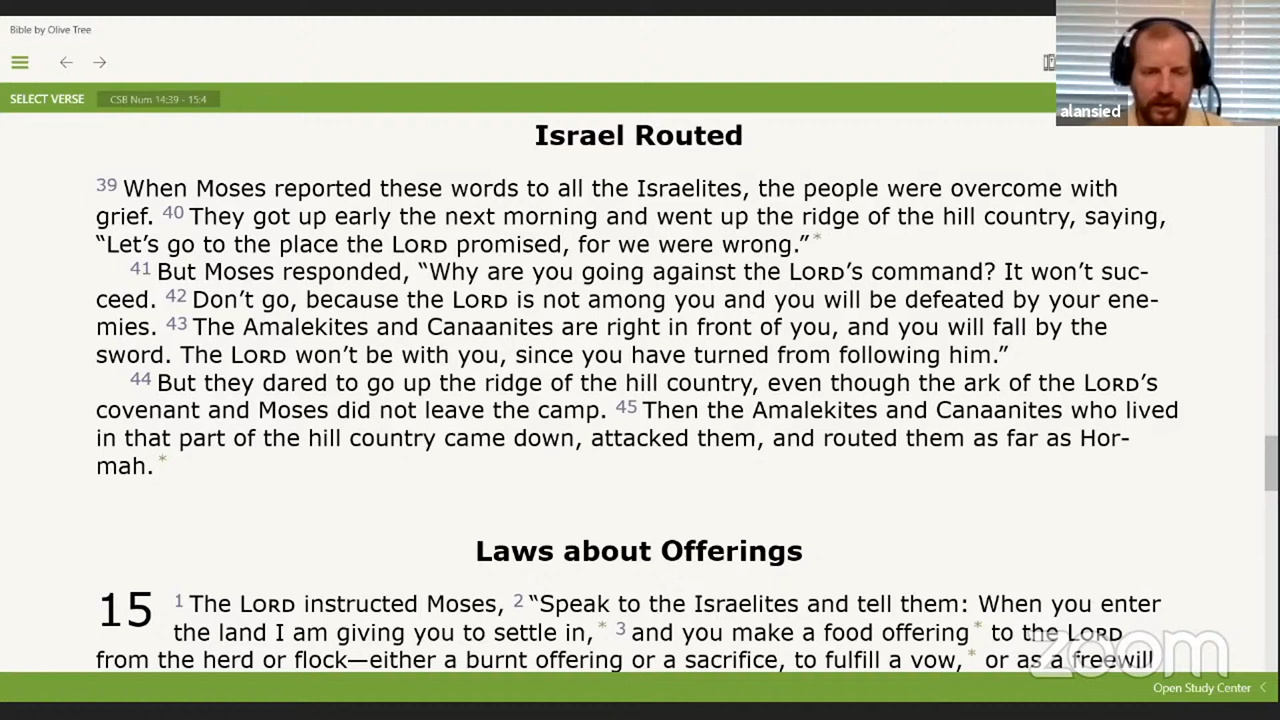 Bible by Olive Tree
SELECT VERSE CSB Num 14:39 - 15:4
alansied
Israel Routed
39 When Moses reported these words to all the Israelites, the people were overcome with
grief. 40 They got up early the next morning and went up the ridge of the hill country, saying,
“Let’s go to the place the LORD promised, for we were wrong.”*
41 But Moses responded, “Why are you going against the LORD’s command? It won’t suc-
ceed. 42 Don’t go, because the LORD is not among you and you will be defeated by your ene-
mies. 43 The Amalekites and Canaanites are right in front of you, and you will fall by the
sword. The LORD won’t be with you, since you have turned from following him.”
44 But they dared to go up the ridge of the hill country, even though the ark of the LORD’s
covenant and Moses did not leave the camp. 45 Then the Amalekites and Canaanites who lived
in that part of the hill country came down, attacked them, and routed them as far as Hor-
mah. *
Laws about Offerings
15 1 The LORD instructed Moses, 2 “Speak to the Israelites and tell them: When you enter
the land I am giving you to settle in,* 3 and you make a food offering* to the LORD
from the herd or flock—either a burnt offering or a sacrifice, to fulfill a vow,* or as a freewill
zoom
Open Study Center